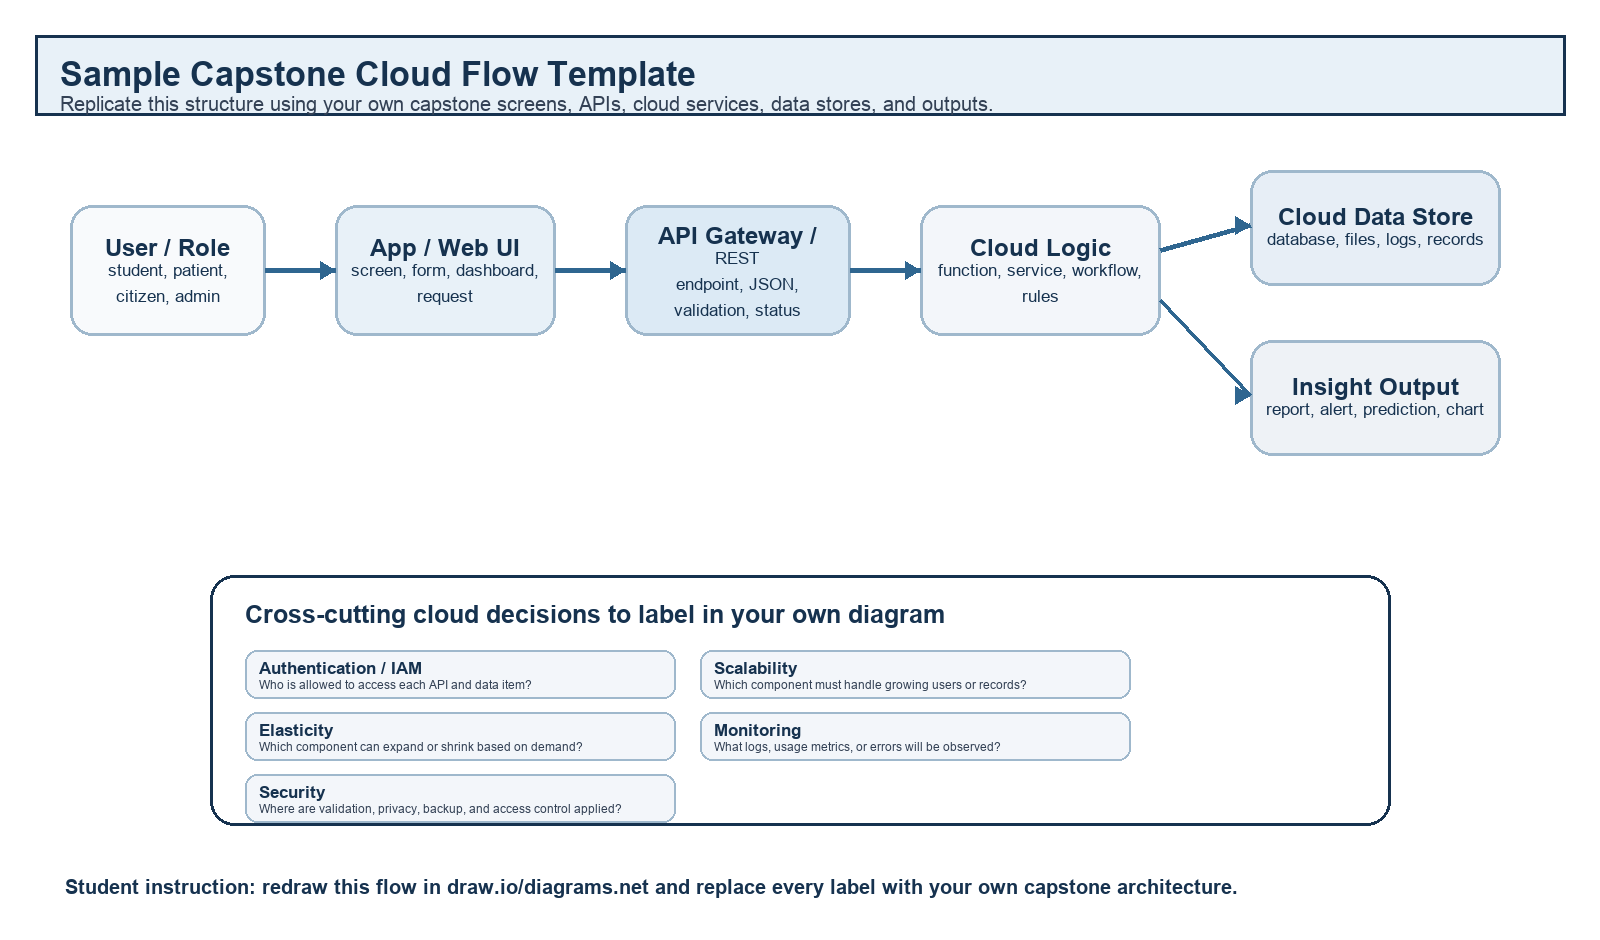 Sample Capstone Cloud Flow Template
Replicate this structure using your own capstone screens, APIs, cloud services, data stores, and outputs.
User / Role
student, patient,
citizen, admin
App / Web UI
screen, form, dashboard,
request
API Gateway /
REST
endpoint, JSON,
validation, status
Cloud Logic
function, service, workflow,
rules
Cloud Data Store
database, files, logs, records
Insight Output
report, alert, prediction, chart
Cross-cutting cloud decisions to label in your own diagram
Authentication / IAM
Who is allowed to access each API and data item?
Scalability
Which component must handle growing users or records?
Elasticity
Which component can expand or shrink based on demand?
Monitoring
What logs, usage metrics, or errors will be observed?
Security
Where are validation, privacy, backup, and access control applied?
Student instruction: redraw this flow in draw.io/diagrams.net and replace every label with your own capstone architecture.